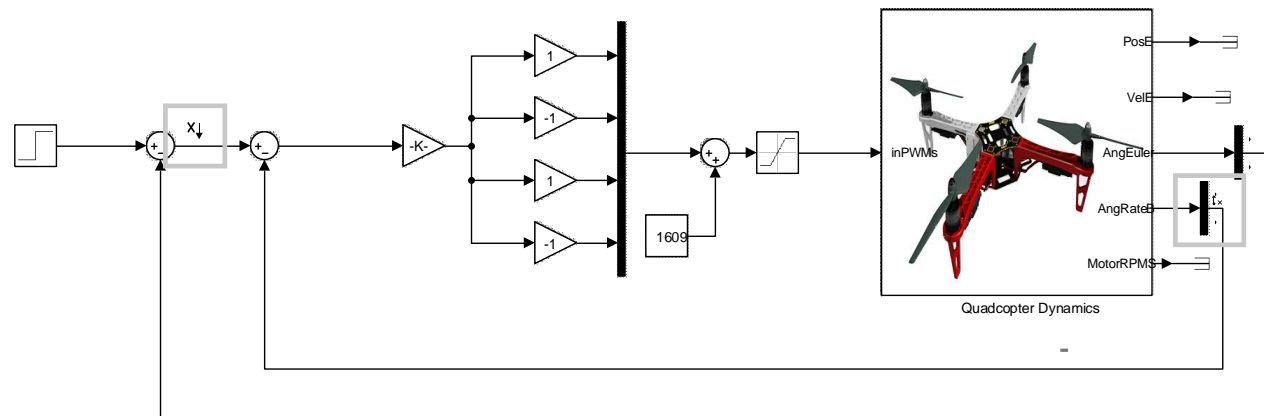 PosE
1
VelE
X
-1
-K-
inPWMs
AngEuler
1
AngRateB
1609
-1
MotorRPMS
Quadcopter Dynamics